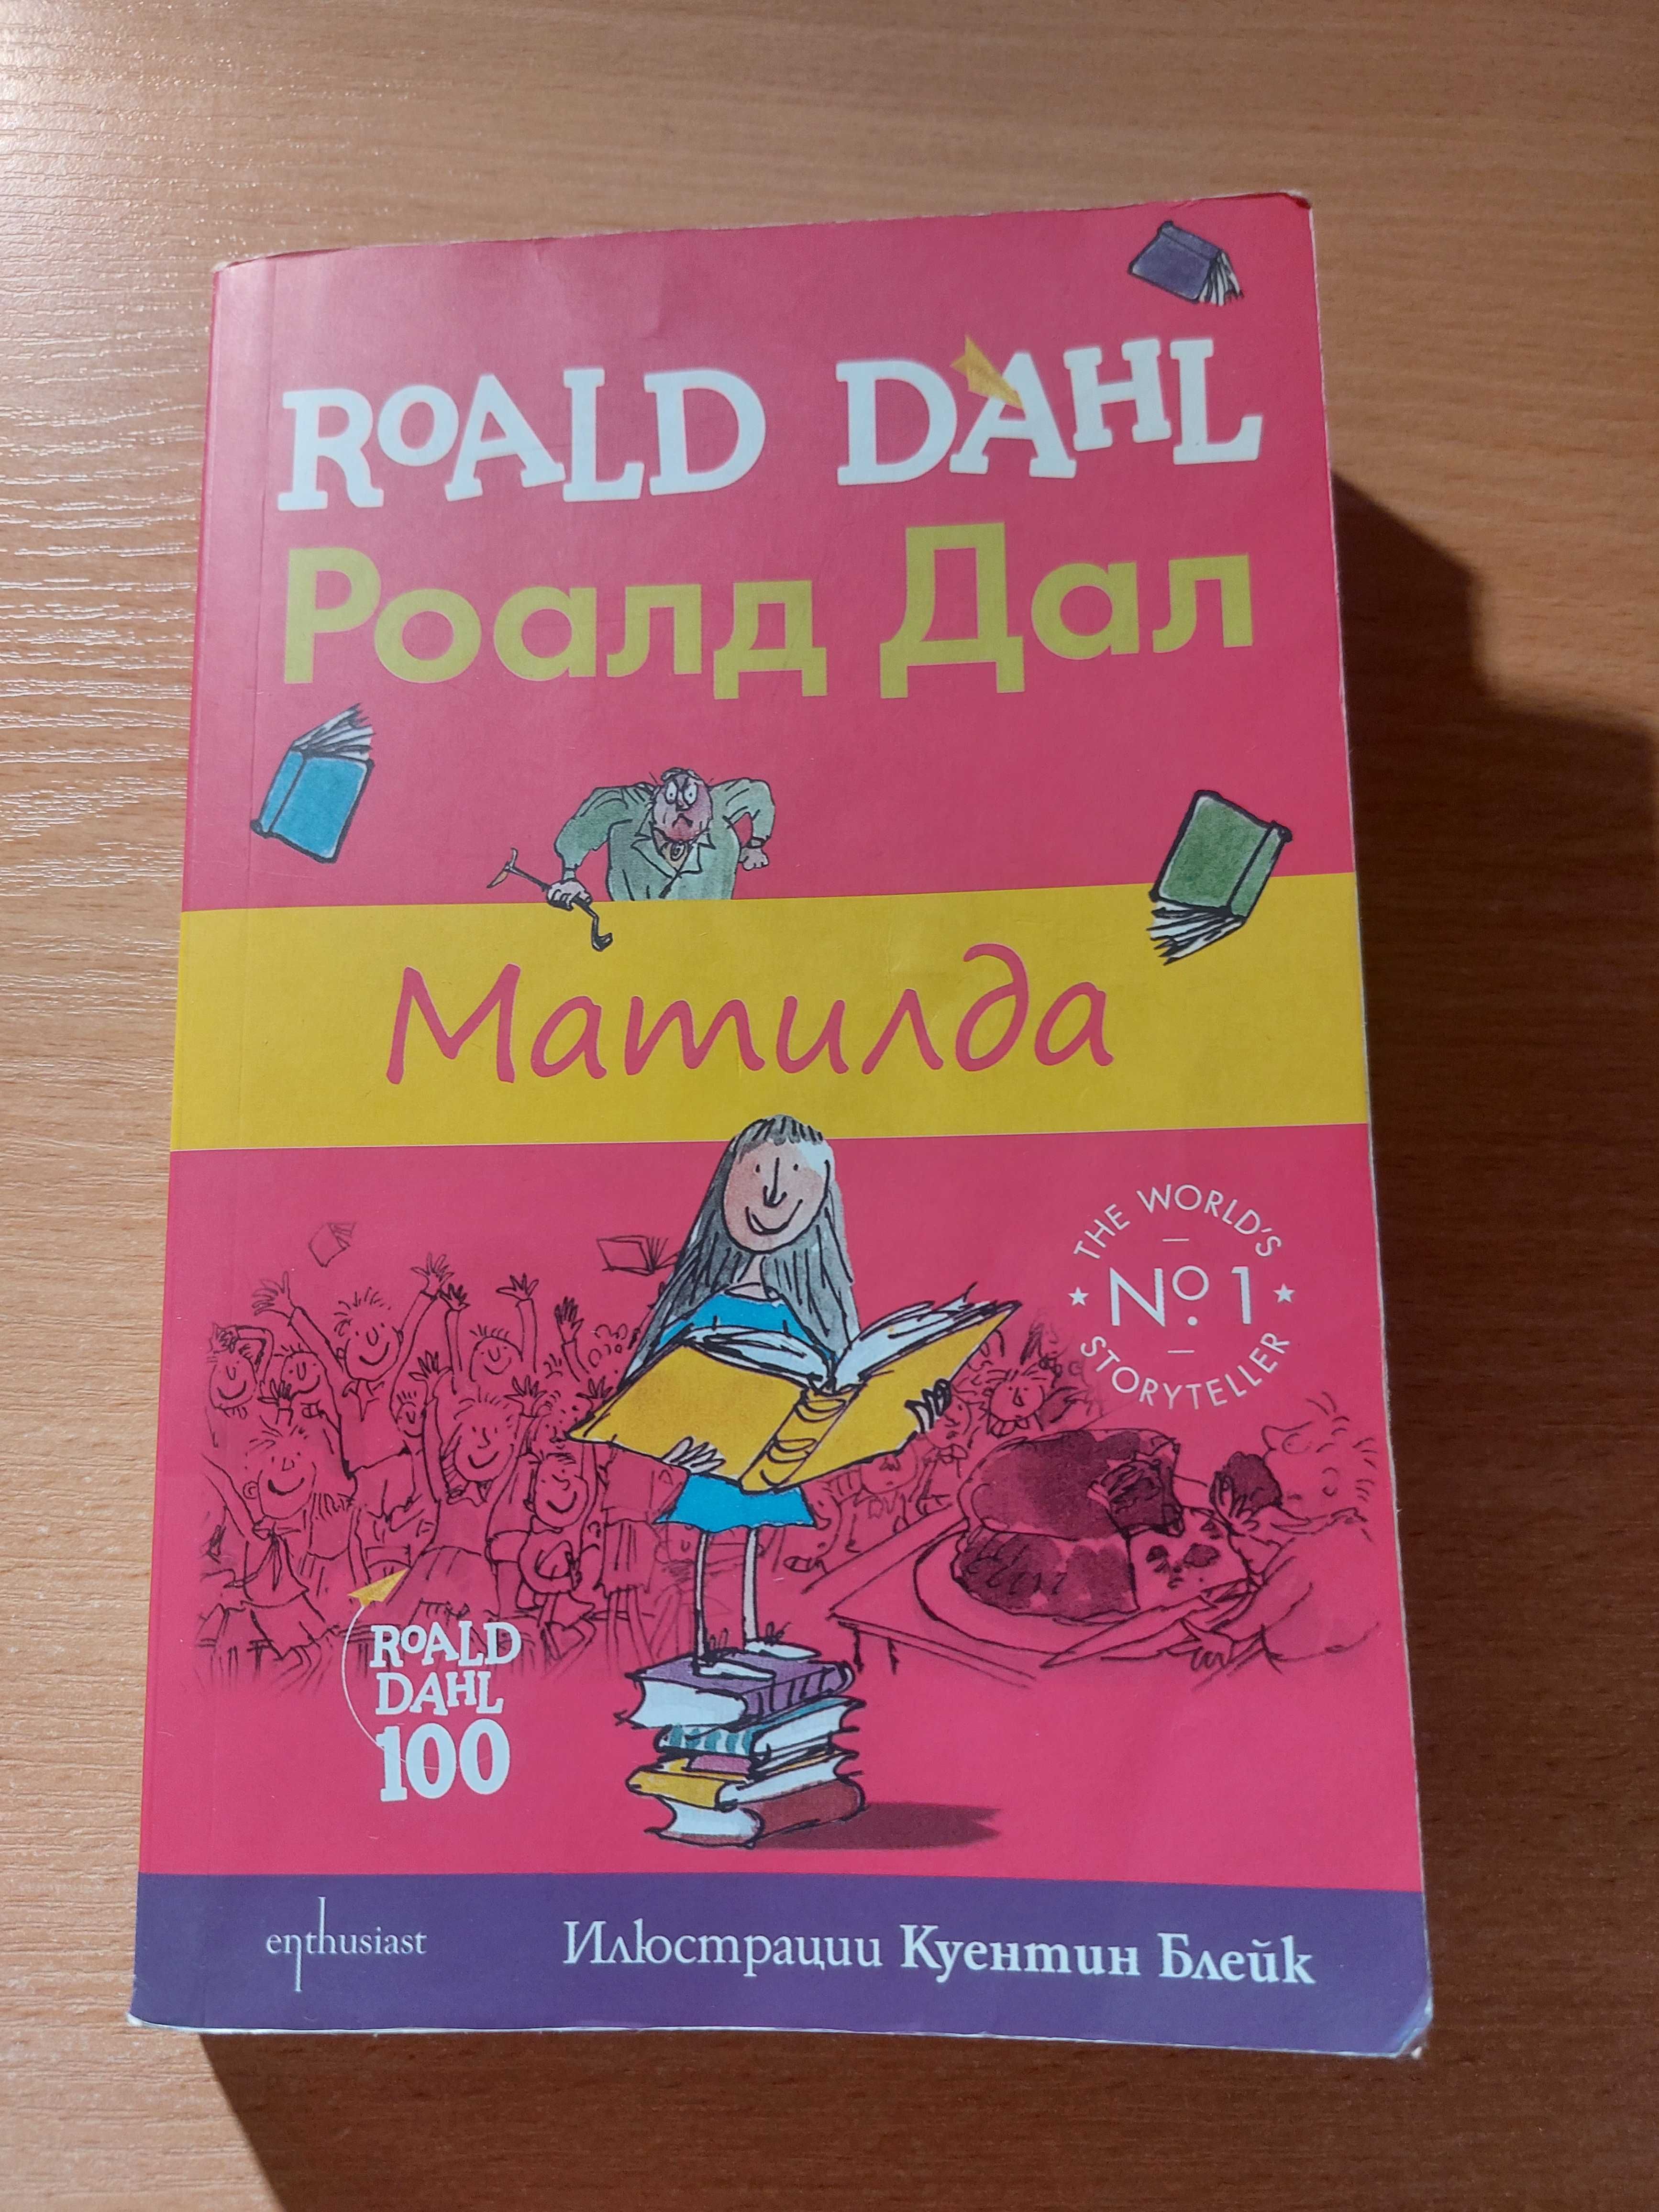 ROALD DAHL
Роалд Дал
Матилда
THE WORLD'S
No. 1
STORYTELLER
ROALD
DAHL
100
enthusiast
Илюстрации Куентин Блейк